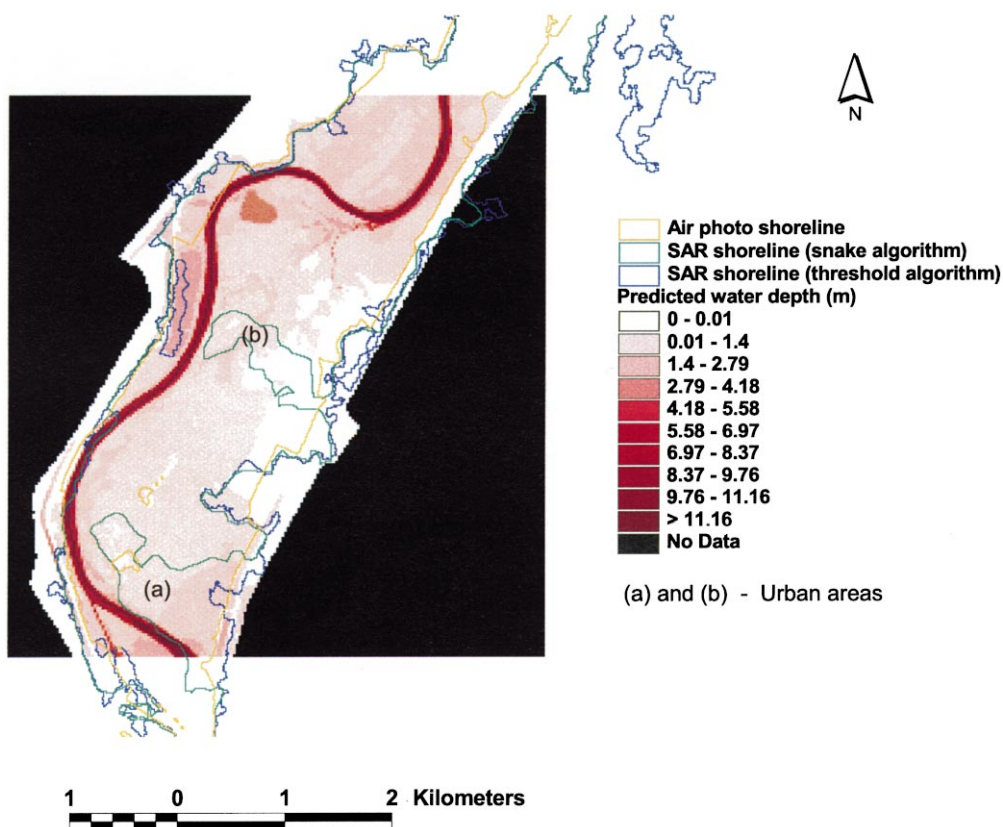 N
Air photo shoreline
SAR shoreline (snake algorithm)
SAR shoreline (threshold algorithm)
Predicted water depth (m)
0 - 0.01
0.01 - 1.4
1.4 - 2.79
2.79 - 4.18
4.18 - 5.58
5.58 - 6.97
6.97 - 8.37
8.37 - 9.76
9.76 - 11.16
> 11.16
No Data
(a) and (b) - Urban areas
(b)
(a)
1 0 1 2 Kilometers